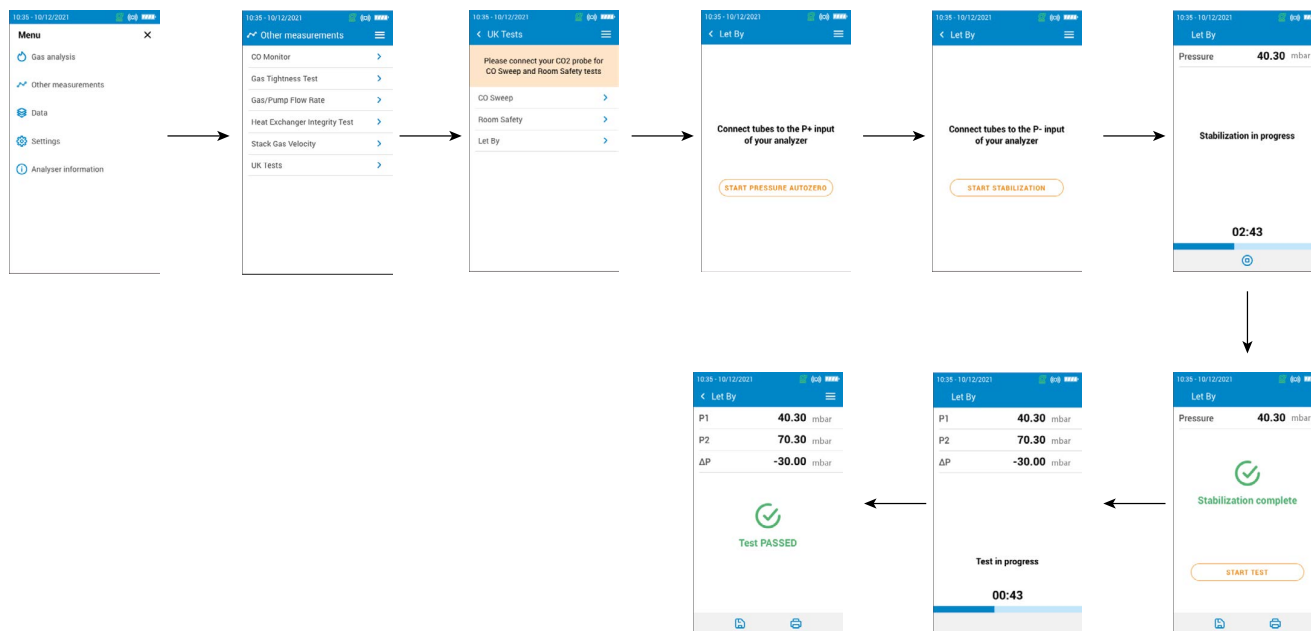 10:35 - 10/12/2021
Menu
Gas analysis
Other measurements
Data
Settings
Analyser information
10:35 - 10/12/2021
Other measurements
CO Monitor
Gas Tightness Test
Gas/Pump Flow Rate
Heat Exchanger Integrity Test
Stack Gas Velocity
UK Tests
10:35 - 10/12/2021
UK Tests
Please connect your CO2 probe for
CO Sweep and Room Safety tests
CO Sweep
Room Safety
Let By
10:35 - 10/12/2021
Let By
Connect tubes to the P+ input
of your analyzer
START PRESSURE AUTOZERO
10:35 - 10/12/2021
Let By
Connect tubes to the P- input
of your analyzer
START STABILIZATION
10:35 - 10/12/2021
Let By
Pressure 40.30 mbar
Stabilization in progress
02:43
10:35 - 10/12/2021
Let By
Pressure 40.30 mbar
Stabilization complete
START TEST
10:35 - 10/12/2021
Let By
P1 40.30 mbar
P2 70.30 mbar
ΔP -30.00 mbar
Test in progress
00:43
10:35 - 10/12/2021
Let By
P1 40.30 mbar
P2 70.30 mbar
ΔP -30.00 mbar
Test PASSED